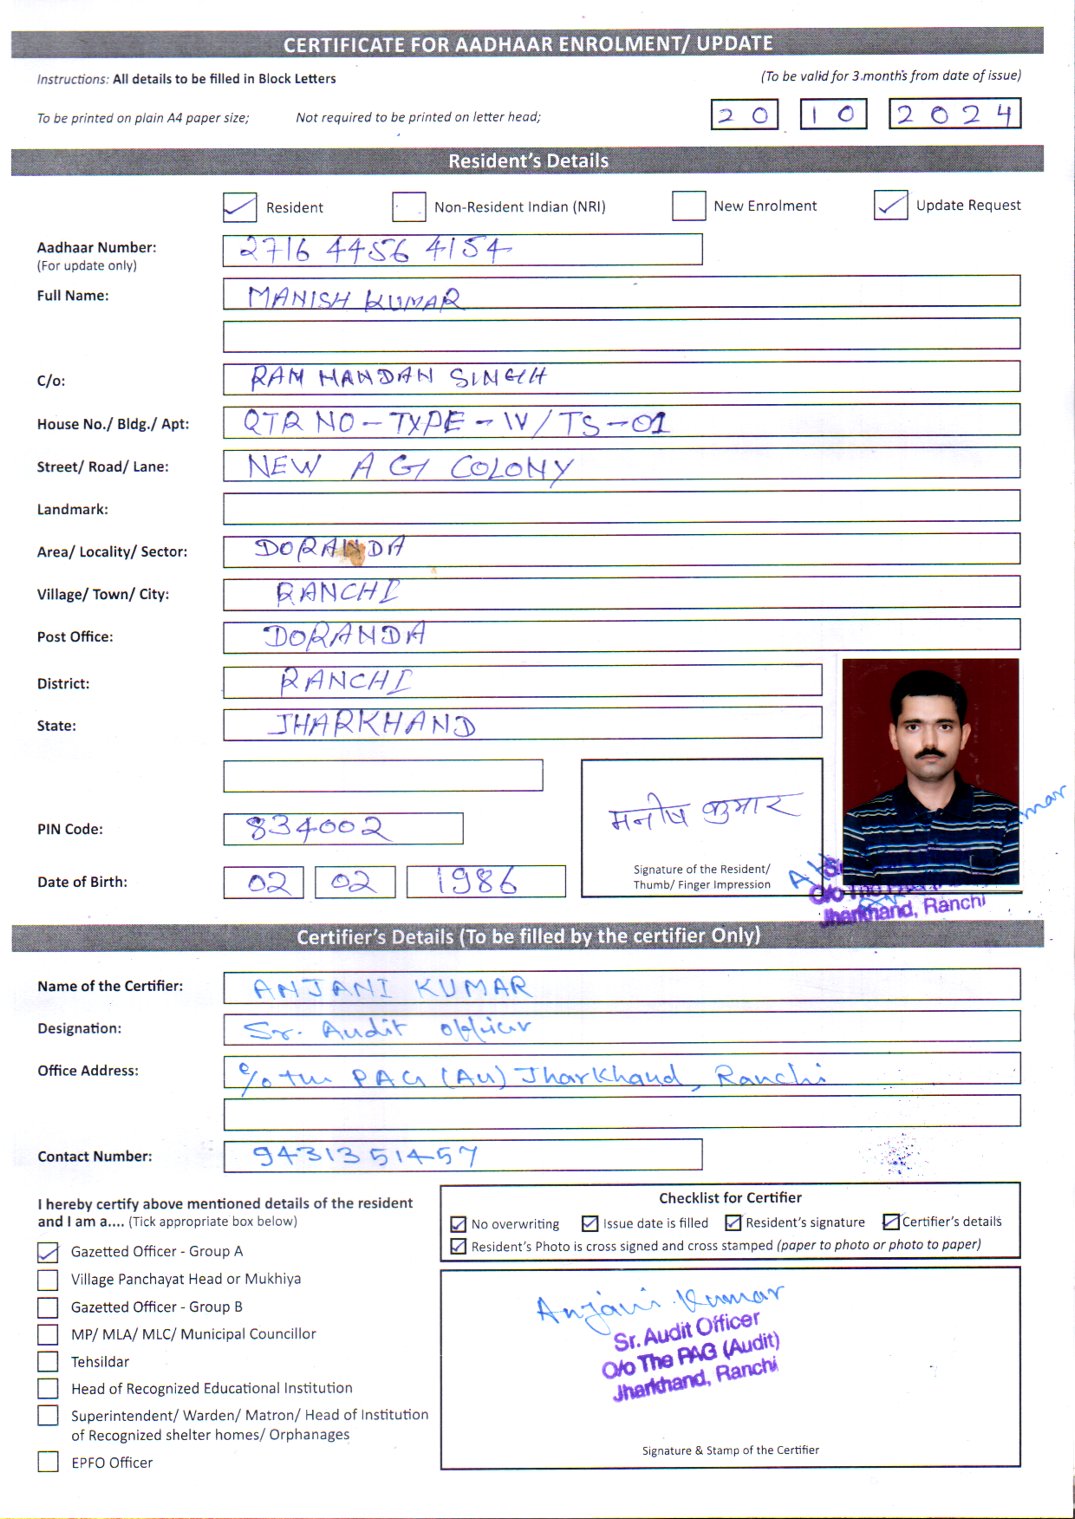 CERTIFICATE FOR AADHAAR ENROLMENT/ UPDATE
Instructions: All details to be filled in Block Letters
(To be valid for 3 months from date of issue)
To be printed on plain A4 paper size; Not required to be printed on letter head;
20 10 2024
Resident's Details
Resident Non-Resident Indian (NRI) New Enrolment Update Request
Aadhaar Number: 2716 4456 4154
(For update only)
Full Name: MANISH KUMAR
C/o: RAM NANDAN SINGH
House No./ Bldg./ Apt: QTR NO - TYPE - IV / TS - 01
Street/ Road/ Lane: NEW AG COLONY
Landmark:
Area/ Locality/ Sector: DORANDA
Village/ Town/ City: RANCHI
Post Office: DORANDA
District: RANCHI
State: JHARKHAND
मनीष कुमार
PIN Code: 834002
Signature of the Resident/
Thumb/ Finger Impression
Date of Birth: 02 02 1986
O/o The PAG
Jharkhand, Ranchi
Certifier's Details (To be filled by the certifier Only)
Name of the Certifier: ANJANI KUMAR
Designation: Sr. Audit Officer
Office Address: O/o the PAG (Au) Jharkhand, Ranchi
Contact Number: 9431351457
I hereby certify above mentioned details of the resident
and I am a.... (Tick appropriate box below)
Gazetted Officer - Group A
Village Panchayat Head or Mukhiya
Gazetted Officer - Group B
MP/ MLA/ MLC/ Municipal Councillor
Tehsildar
Head of Recognized Educational Institution
Superintendent/ Warden/ Matron/ Head of Institution
of Recognized shelter homes/ Orphanages
EPFO Officer
Checklist for Certifier
No overwriting Issue date is filled Resident's signature Certifier's details
Resident's Photo is cross signed and cross stamped (paper to photo or photo to paper)
Anjani Kumar
Sr. Audit Officer
O/o The PAG (Audit)
Jharkhand, Ranchi
Signature & Stamp of the Certifier